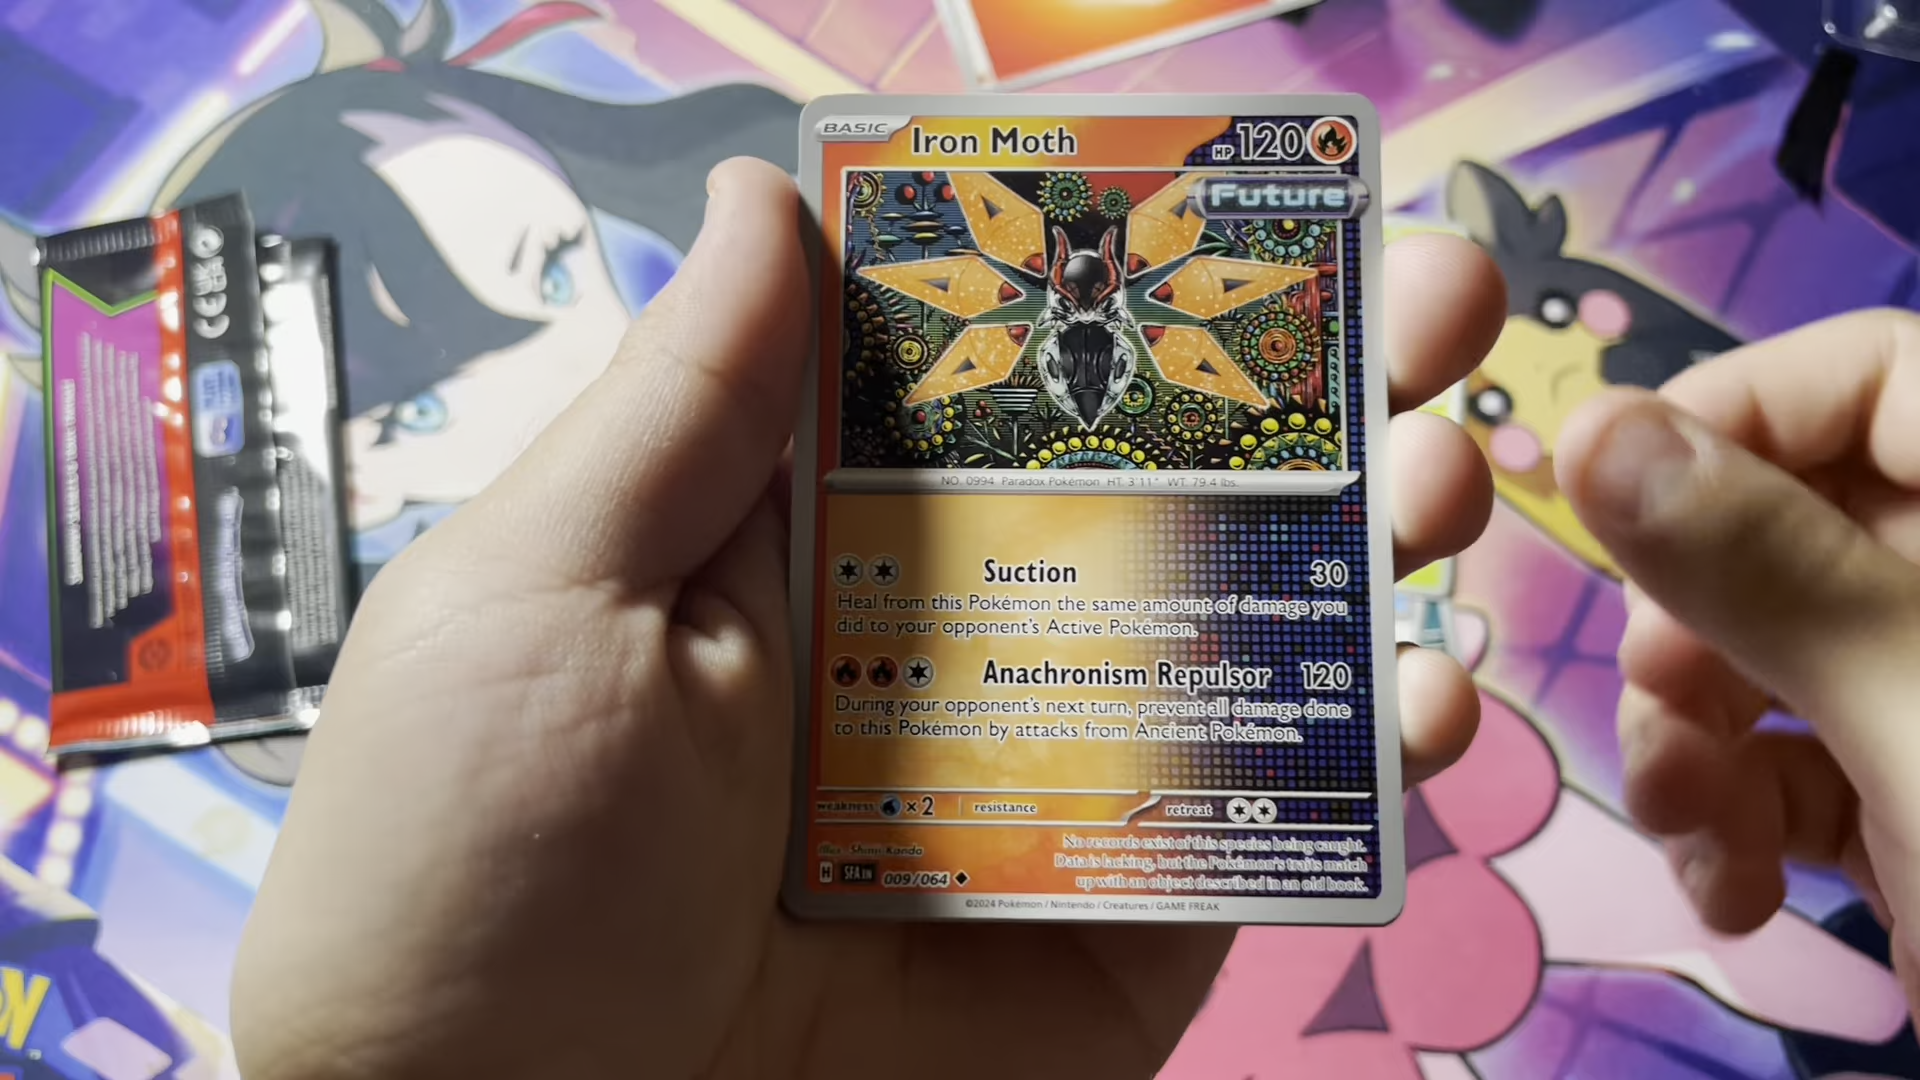 BASIC
Iron Moth
HP 120
Future
NO. 0994 Paradox Pokémon HT: 3'11" WT: 79.4 lbs.
Suction 30
Heal from this Pokémon the same amount of damage you
did to your opponent's Active Pokémon.
Anachronism Repulsor 120
During your opponent's next turn, prevent all damage done
to this Pokémon by attacks from Ancient Pokémon.
weakness ×2 resistance retreat
Illus. Shinji Kanda
No records exist of this species being caught.
Data is lacking, but the Pokémon's traits match
up with an object described in an old book.
H SFA EN 009/064
©2024 Pokémon / Nintendo / Creatures / GAME FREAK